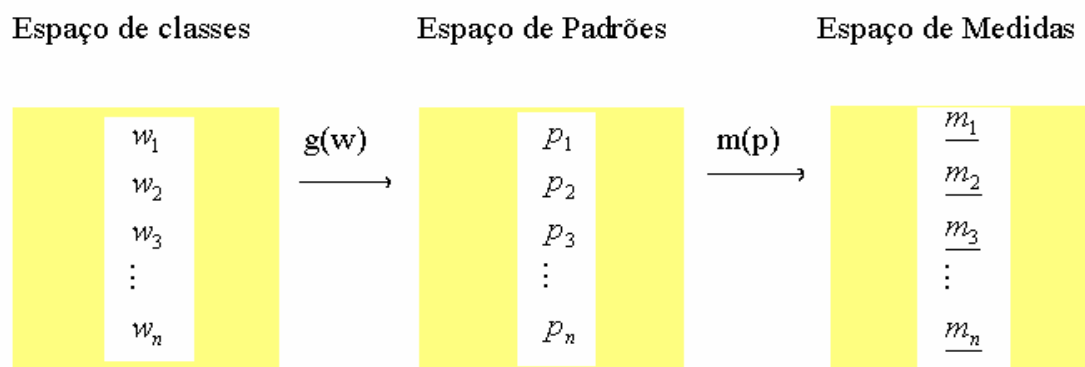 Espaço de classes Espaço de Padrões Espaço de Medidas
w₁ g(w) p₁ m(p) m₁
w₂ p₂ m₂
w₃ p₃ m₃
⋮ ⋮ ⋮
wₙ pₙ mₙ